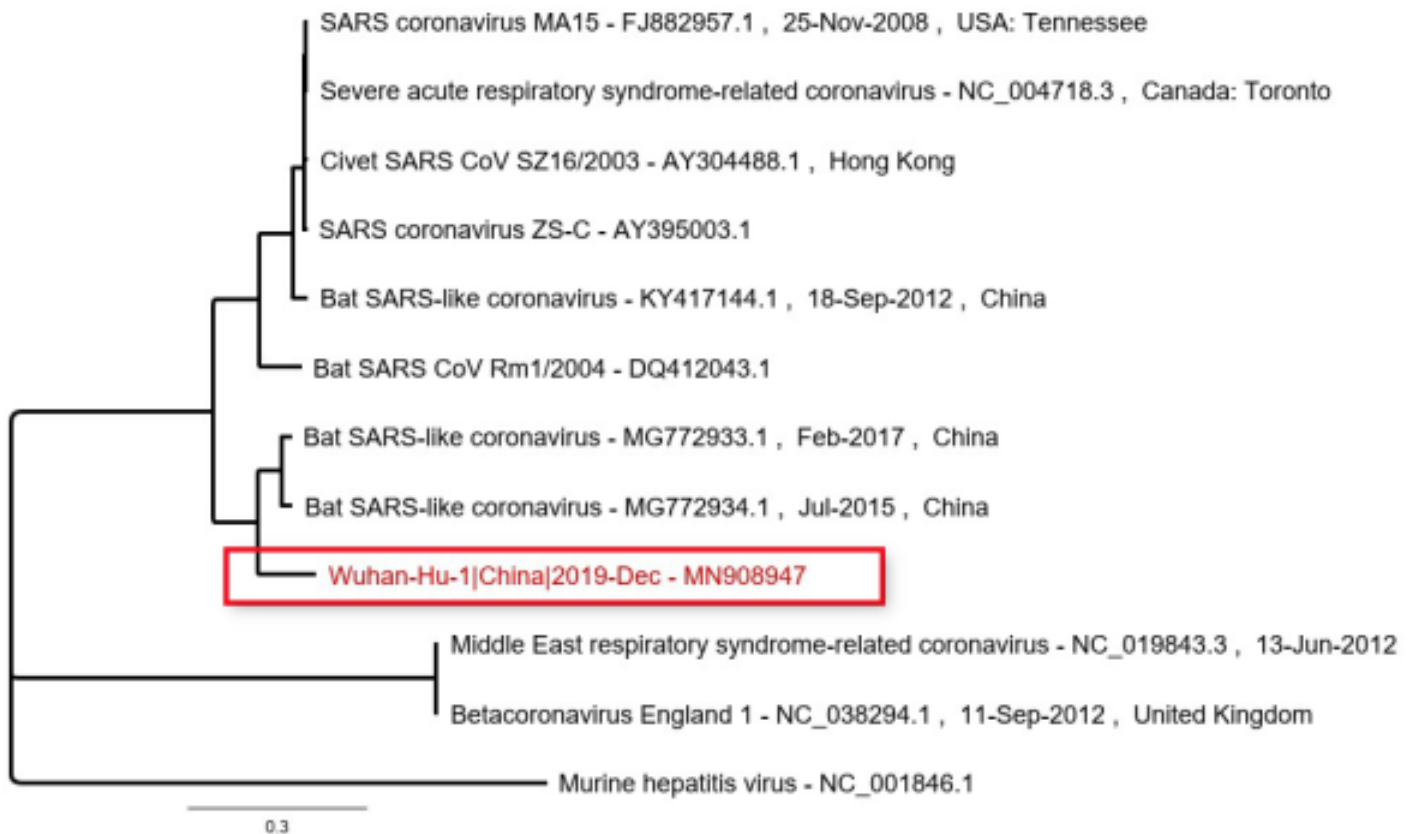 SARS coronavirus MA15 - FJ882957.1 , 25-Nov-2008 , USA: Tennessee
Severe acute respiratory syndrome-related coronavirus - NC_004718.3 , Canada: Toronto
Civet SARS CoV SZ16/2003 - AY304488.1 , Hong Kong
SARS coronavirus ZS-C - AY395003.1
Bat SARS-like coronavirus - KY417144.1 , 18-Sep-2012 , China
Bat SARS CoV Rm1/2004 - DQ412043.1
Bat SARS-like coronavirus - MG772933.1 , Feb-2017 , China
Bat SARS-like coronavirus - MG772934.1 , Jul-2015 , China
Wuhan-Hu-1|China|2019-Dec - MN908947
Middle East respiratory syndrome-related coronavirus - NC_019843.3 , 13-Jun-2012
Betacoronavirus England 1 - NC_038294.1 , 11-Sep-2012 , United Kingdom
Murine hepatitis virus - NC_001846.1
0.3